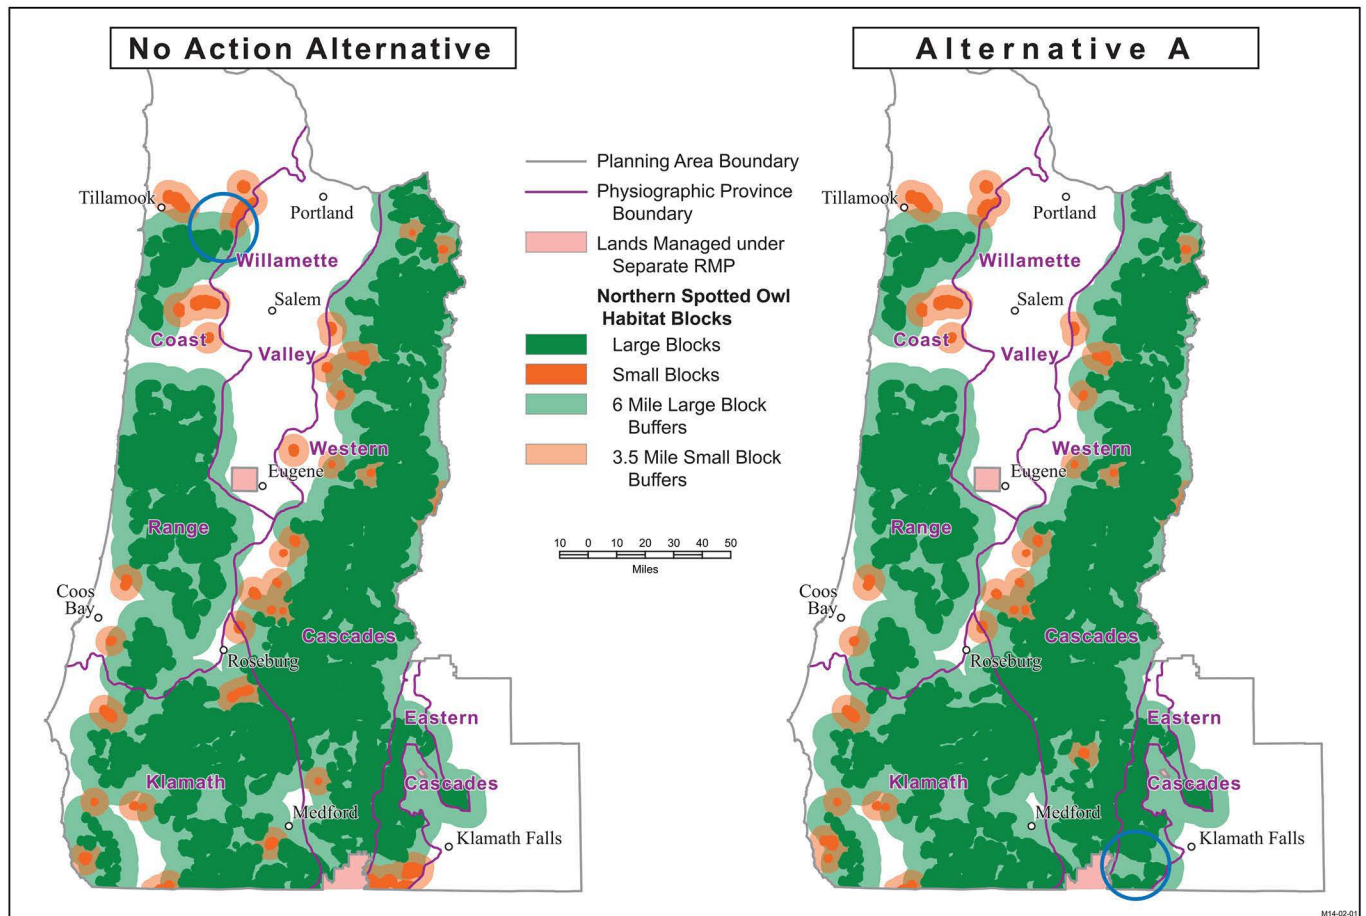 No Action Alternative
Alternative A
Planning Area Boundary
Physiographic Province
Boundary
Lands Managed under
Separate RMP
Northern Spotted Owl
Habitat Blocks
Large Blocks
Small Blocks
6 Mile Large Block
Buffers
3.5 Mile Small Block
Buffers
10 0 10 20 30 40 50
Miles
Tillamook
Portland
Willamette
Salem
Coast
Valley
Western
Eugene
Range
Coos
Bay
Cascades
Roseburg
Eastern
Klamath
Cascades
Medford
Klamath Falls
Tillamook
Portland
Willamette
Salem
Coast
Valley
Western
Eugene
Range
Coos
Bay
Cascades
Roseburg
Eastern
Klamath
Cascades
Medford
Klamath Falls
M14-02-01